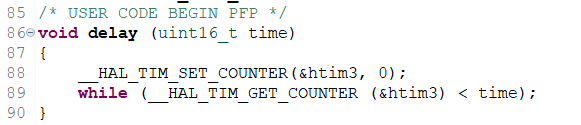 85 /* USER CODE BEGIN PFP */
86 void delay (uint16_t time)
87 {
88     __HAL_TIM_SET_COUNTER(&htim3, 0);
89     while (__HAL_TIM_GET_COUNTER (&htim3) < time);
90 }